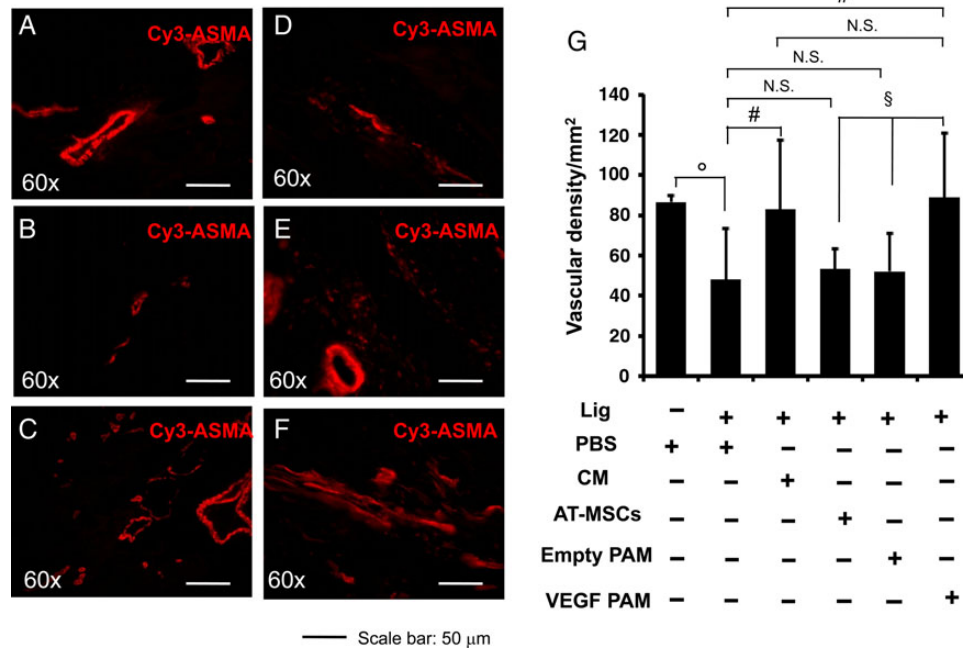 A
Cy3-ASMA
60x
D
Cy3-ASMA
60x
B
Cy3-ASMA
60x
E
Cy3-ASMA
60x
C
Cy3-ASMA
60x
F
Cy3-ASMA
60x
Scale bar: 50 μm
G
N.S.
N.S.
N.S.
§
#
°
Vascular density/mm²
140
120
100
80
60
40
20
0
Lig − + + + + +
PBS + + − − − −
CM − − + − − −
AT-MSCs − − − + − −
Empty PAM − − − − + −
VEGF PAM − − − − − +